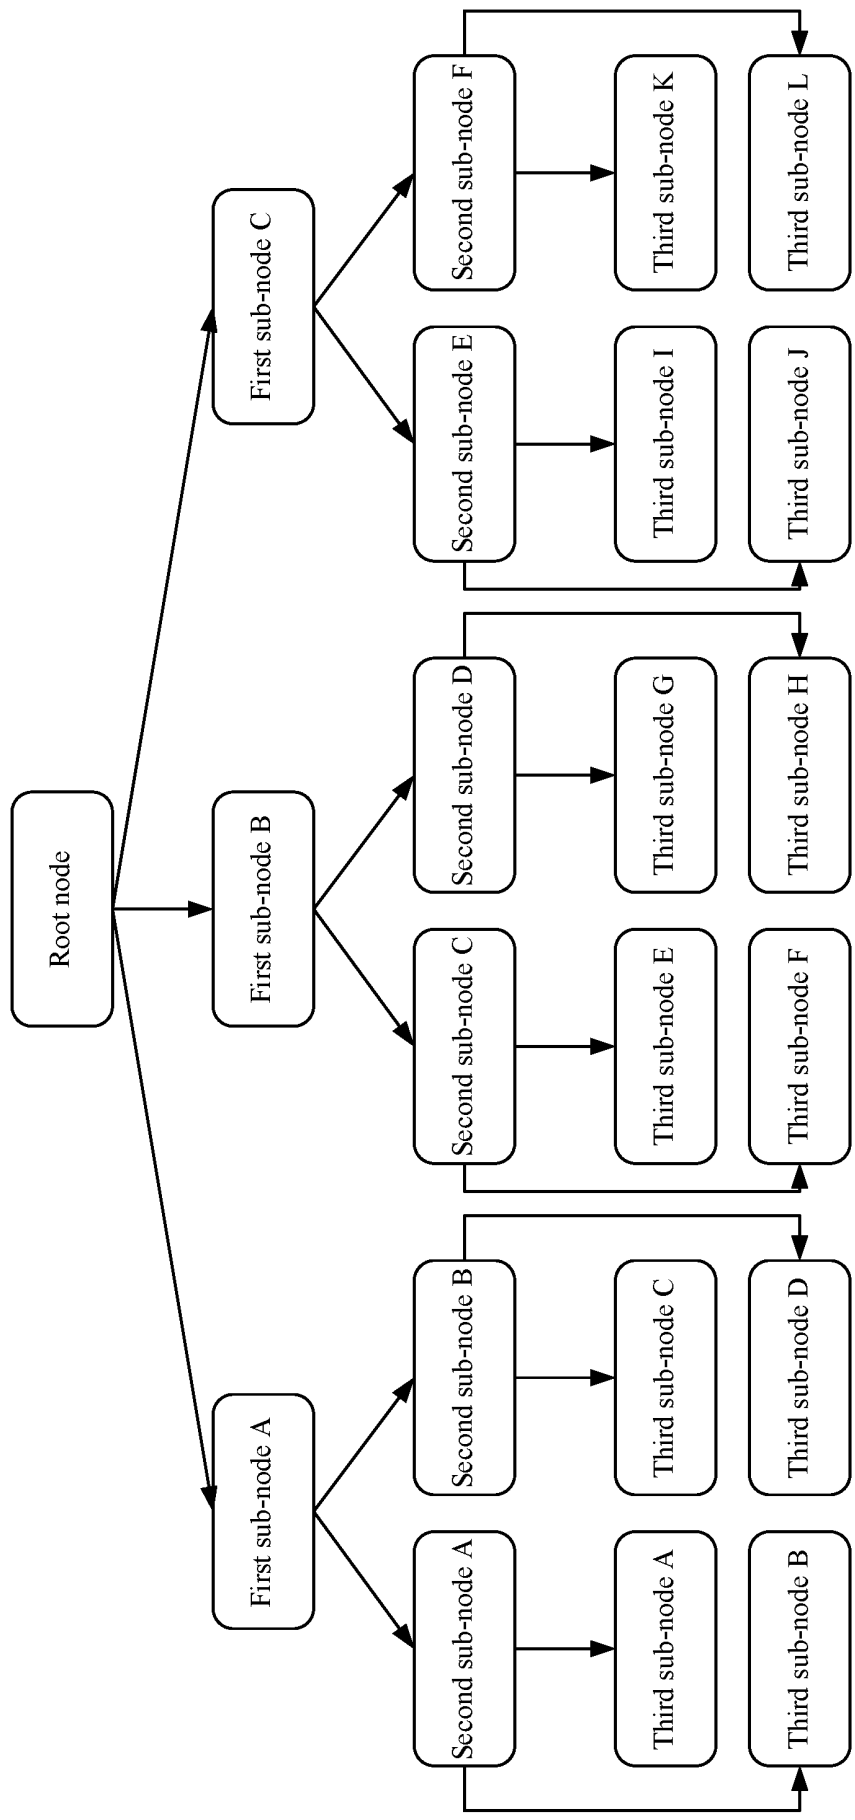 Root node
First sub-node A
First sub-node B
First sub-node C
Second sub-node A
Second sub-node B
Second sub-node C
Second sub-node D
Second sub-node E
Second sub-node F
Third sub-node A
Third sub-node C
Third sub-node E
Third sub-node G
Third sub-node I
Third sub-node K
Third sub-node B
Third sub-node D
Third sub-node F
Third sub-node H
Third sub-node J
Third sub-node L